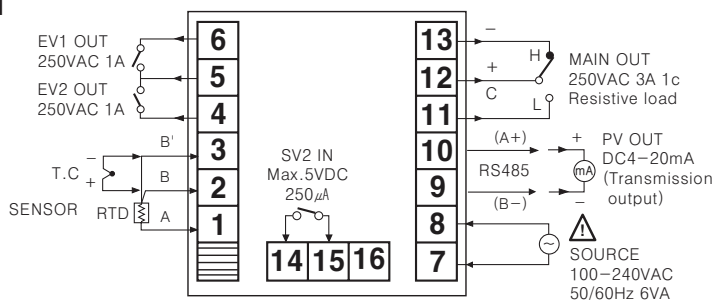 EV1 OUT
250VAC 1A
EV2 OUT
250VAC 1A
6
5
4
3
2
1
B'
B
A
−
T.C
+
SENSOR
RTD
SV2 IN
Max.5VDC
250㎂
14 15 16
13
12
11
10
9
8
7
−
+
C
H
L
MAIN OUT
250VAC 3A 1c
Resistive load
(A+)
RS485
(B−)
+
mA
−
PV OUT
DC4−20mA
(Transmission
output)
~
!
SOURCE
100−240VAC
50/60Hz 6VA